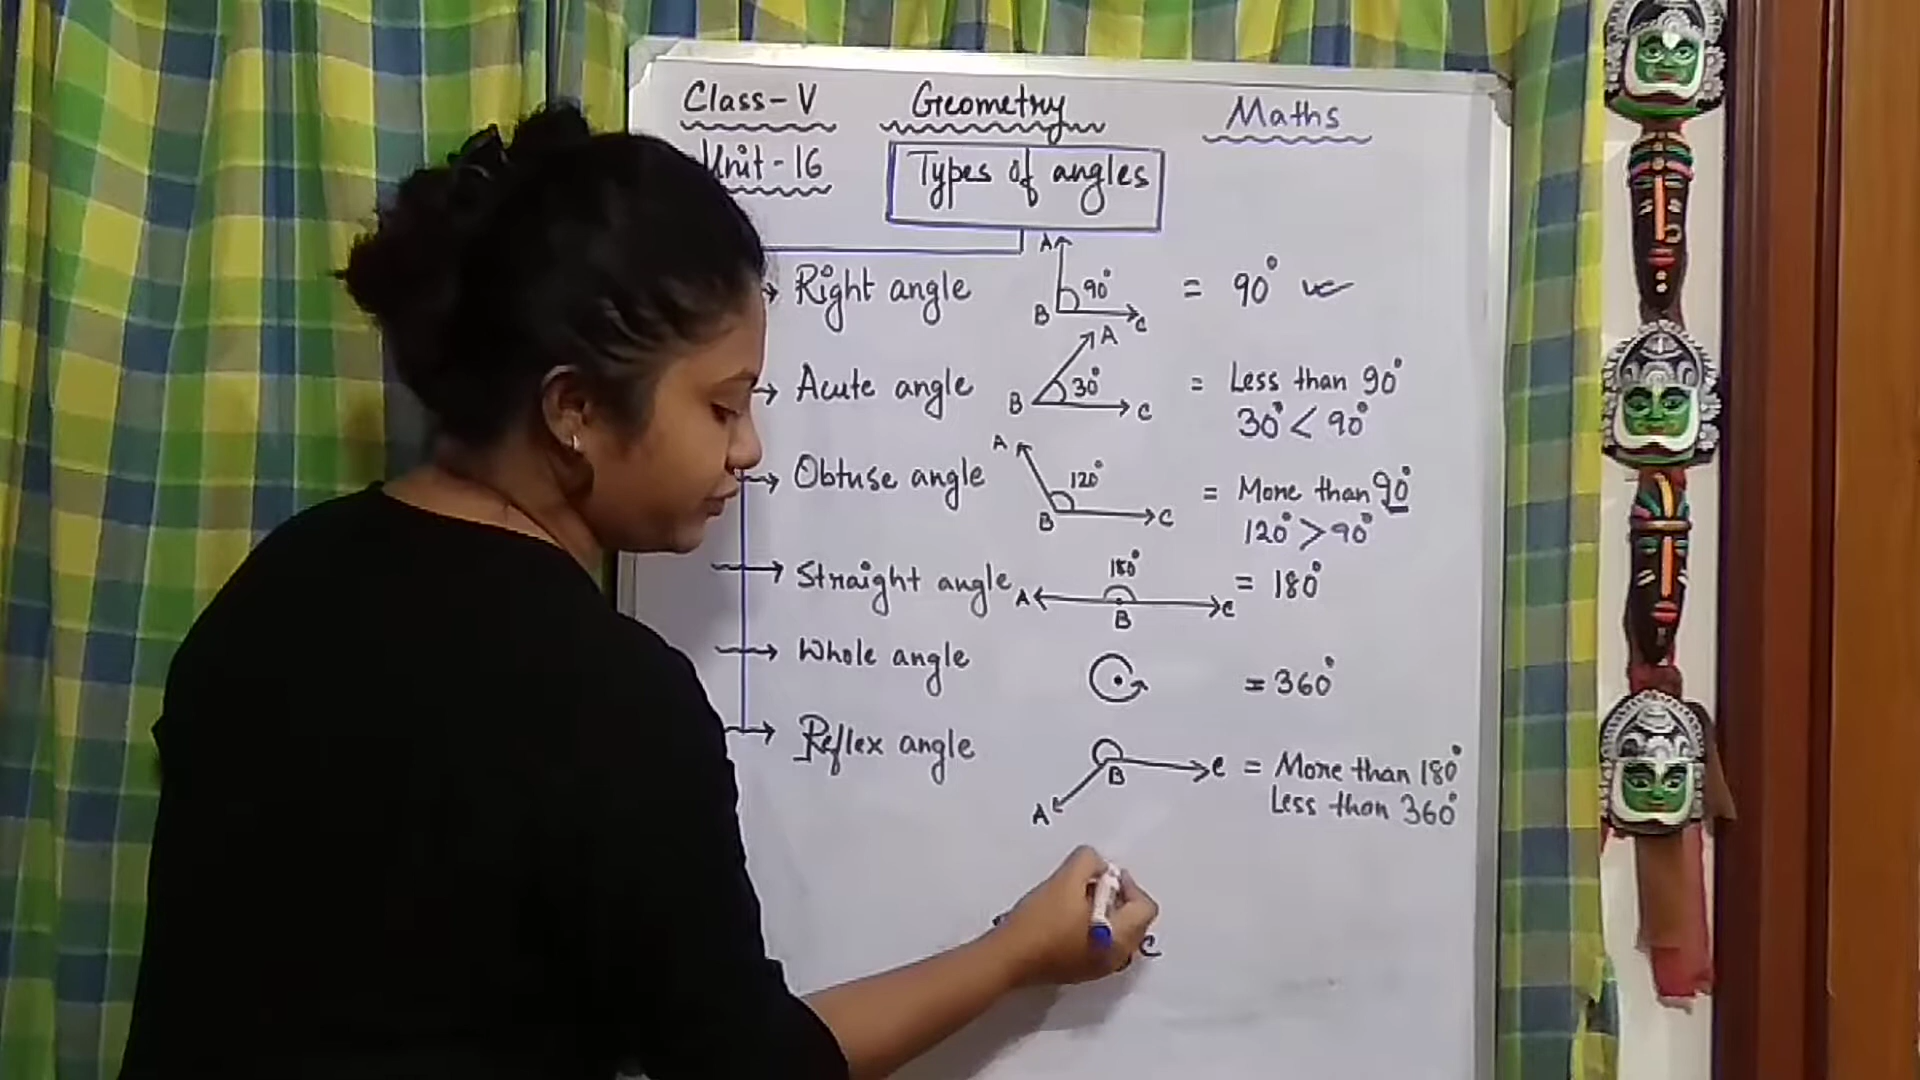 Class-V Geometry Maths
Unit-16 Types of angles
Right angle A B C 90° = 90°
Acute angle A B C 30° = Less than 90°
30° < 90°
Obtuse angle A B C 120° = More than 90°
120° > 90°
Straight angle A B C 180° = 180°
Whole angle = 360°
Reflex angle A B C = More than 180°
Less than 360°
C